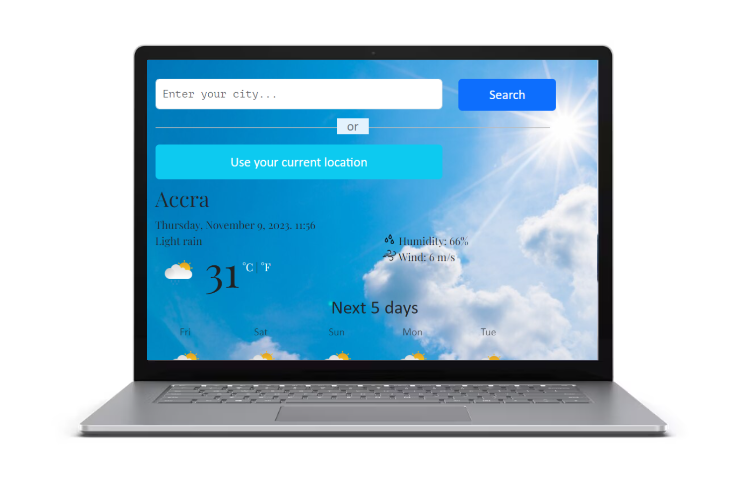 Enter your city...
Search
or
Use your current location
Accra
Thursday, November 9, 2023, 11:56
Light rain
Humidity: 66%
Wind: 6 m/s
31 °C | °F
Next 5 days
Fri Sat Sun Mon Tue